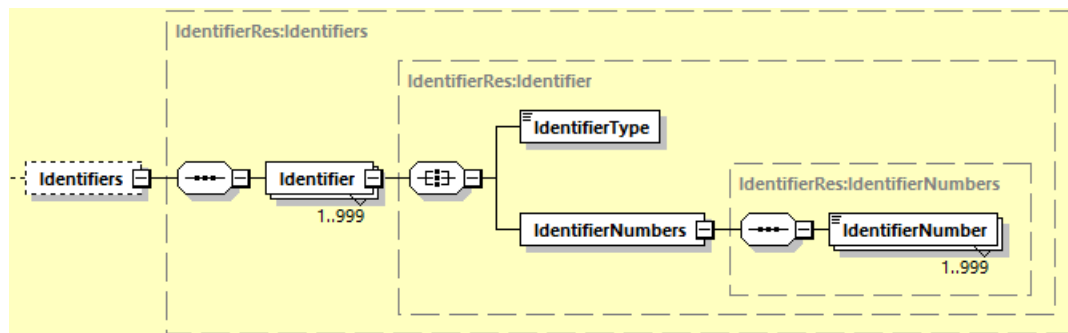 IdentifierRes:Identifiers
IdentifierRes:Identifier
IdentifierType
Identifiers
Identifier
1..999
IdentifierRes:IdentifierNumbers
IdentifierNumbers
IdentifierNumber
1..999